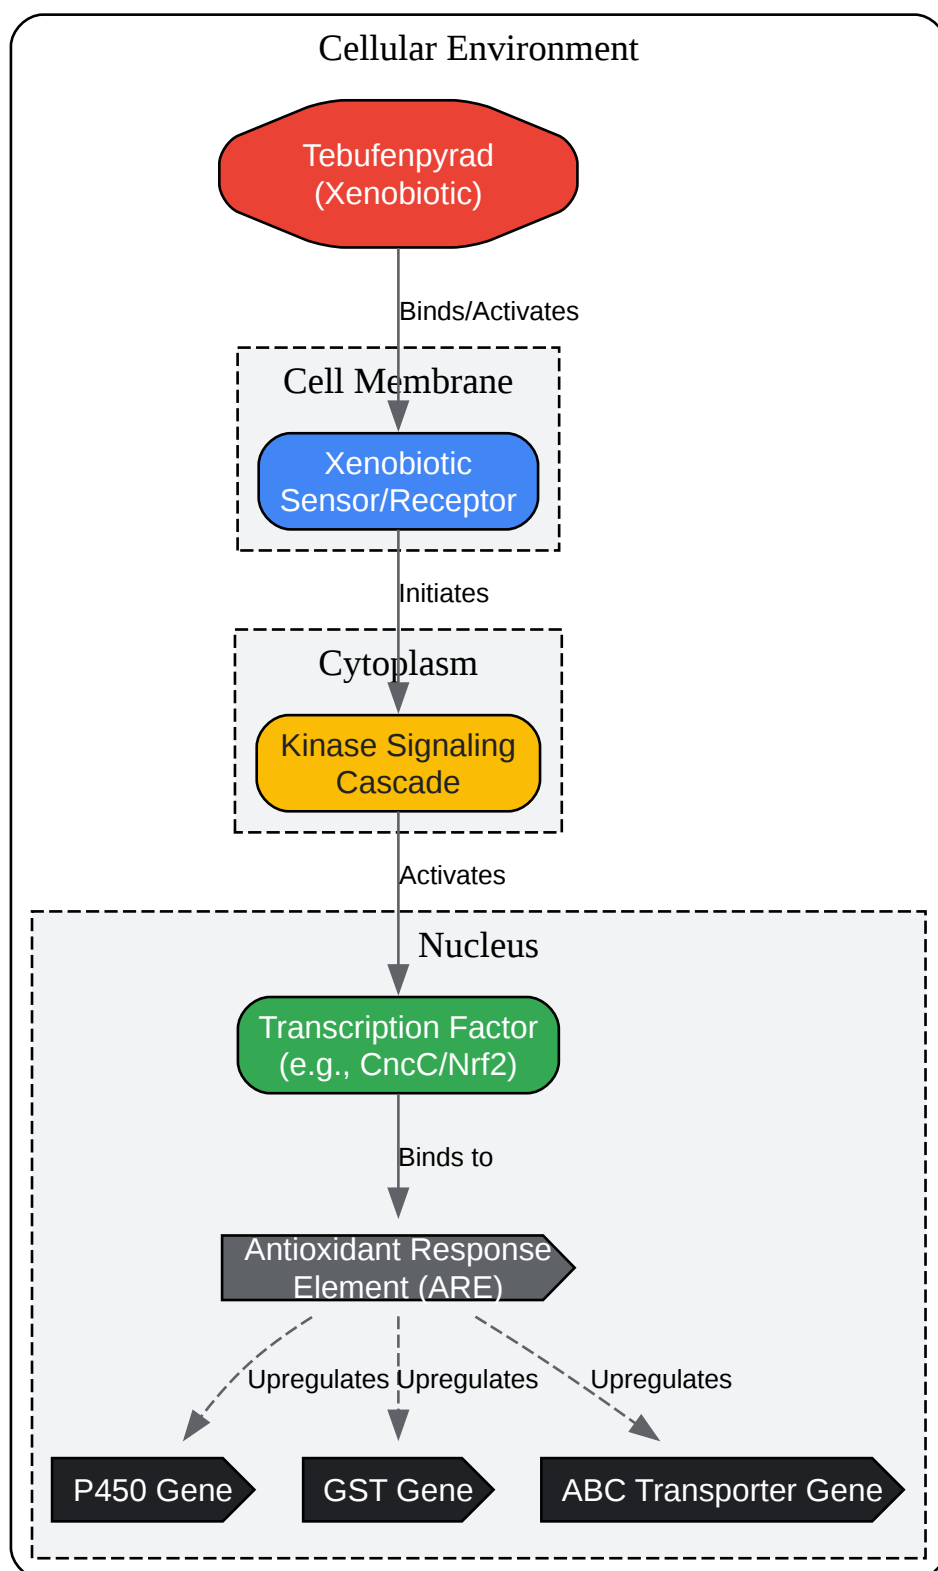 Cellular Environment
Tebufenpyrad
(Xenobiotic)
Binds/Activates
Cell Membrane
Xenobiotic
Sensor/Receptor
Initiates
Cytoplasm
Kinase Signaling
Cascade
Activates
Nucleus
Transcription Factor
(e.g., CncC/Nrf2)
Binds to
Antioxidant Response
Element (ARE)
Upregulates Upregulates Upregulates
P450 Gene GST Gene ABC Transporter Gene